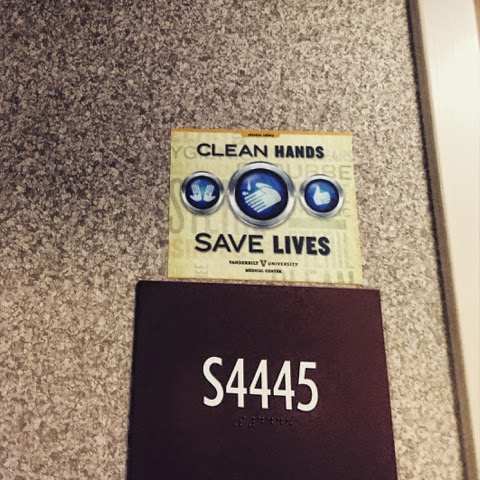 CLEAN HANDS
SAVE LIVES
VANDERBILT V UNIVERSITY
MEDICAL CENTER
S4445